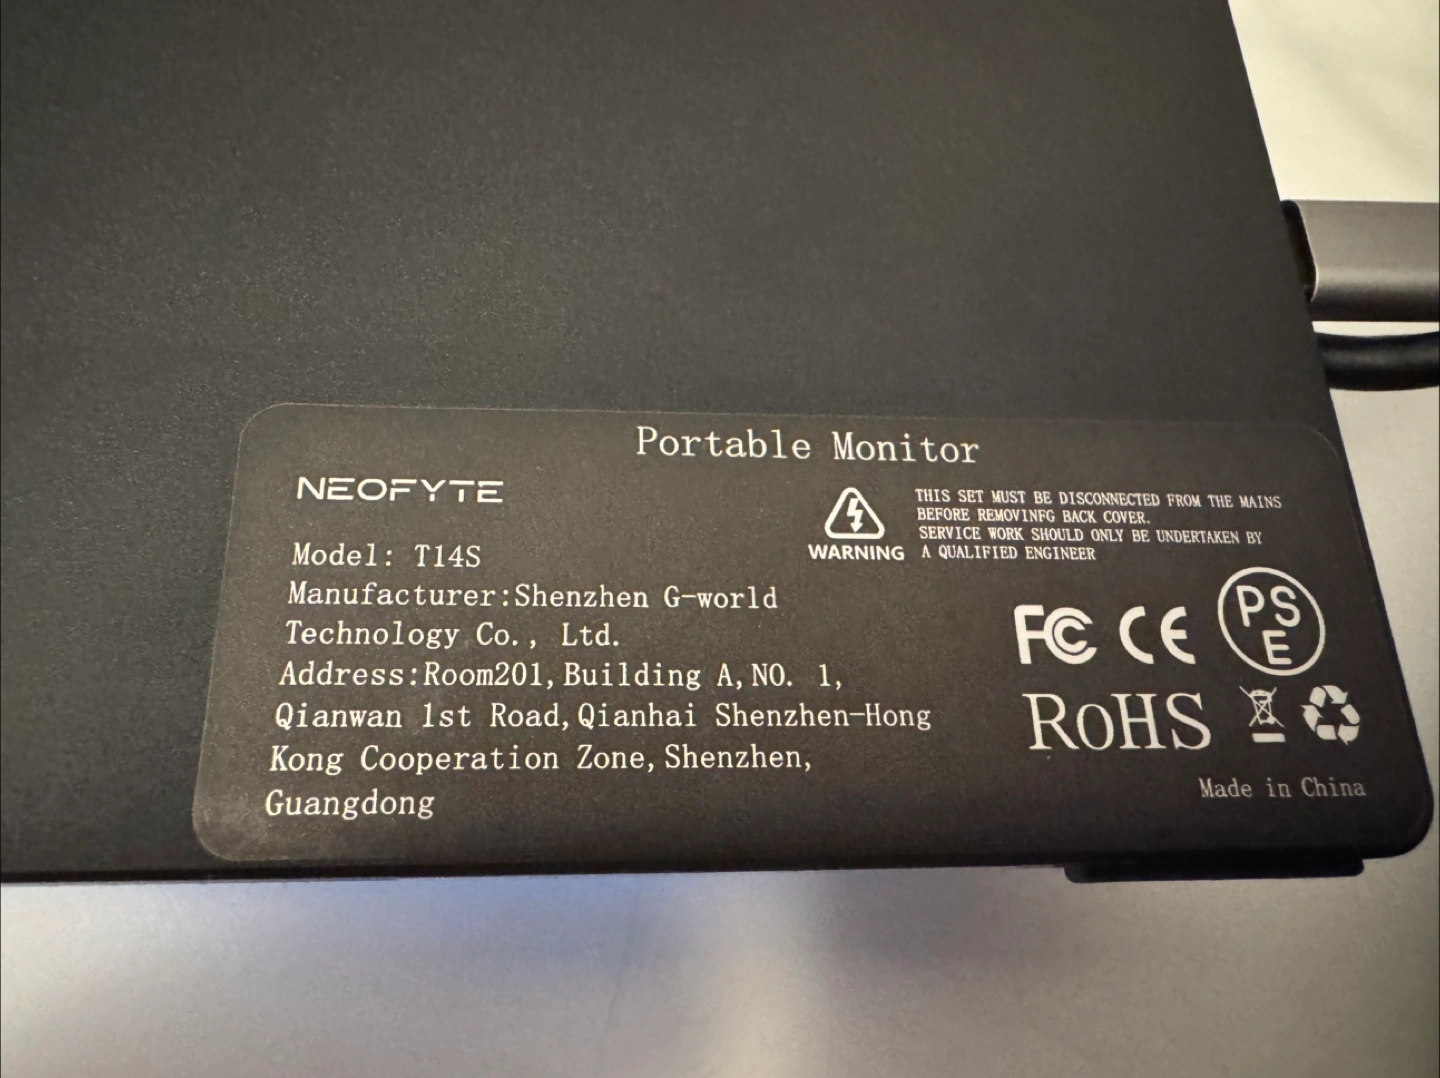 Portable Monitor
NEOFYTE
Model: T14S
Manufacturer:Shenzhen G-world
Technology Co., Ltd.
Address:Room201,Building A,NO. 1,
Qianwan 1st Road,Qianhai Shenzhen-Hong
Kong Cooperation Zone,Shenzhen,
Guangdong
WARNING
THIS SET MUST BE DISCONNECTED FROM THE MAINS
BEFORE REMOVINFG BACK COVER.
SERVICE WORK SHOULD ONLY BE UNDERTAKEN BY
A QUALIFIED ENGINEER
FC CE PSE
RoHS
Made in China